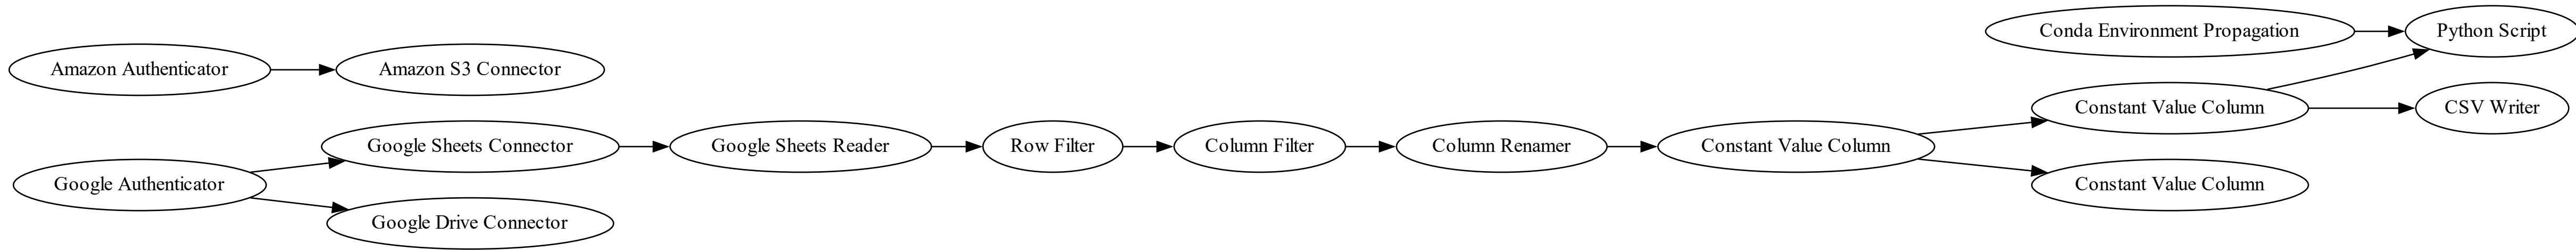 Conda Environment Propagation
Python Script
Amazon Authenticator
Amazon S3 Connector
Constant Value Column
CSV Writer
Google Sheets Connector
Google Sheets Reader
Row Filter
Column Filter
Column Renamer
Constant Value Column
Google Authenticator
Constant Value Column
Google Drive Connector